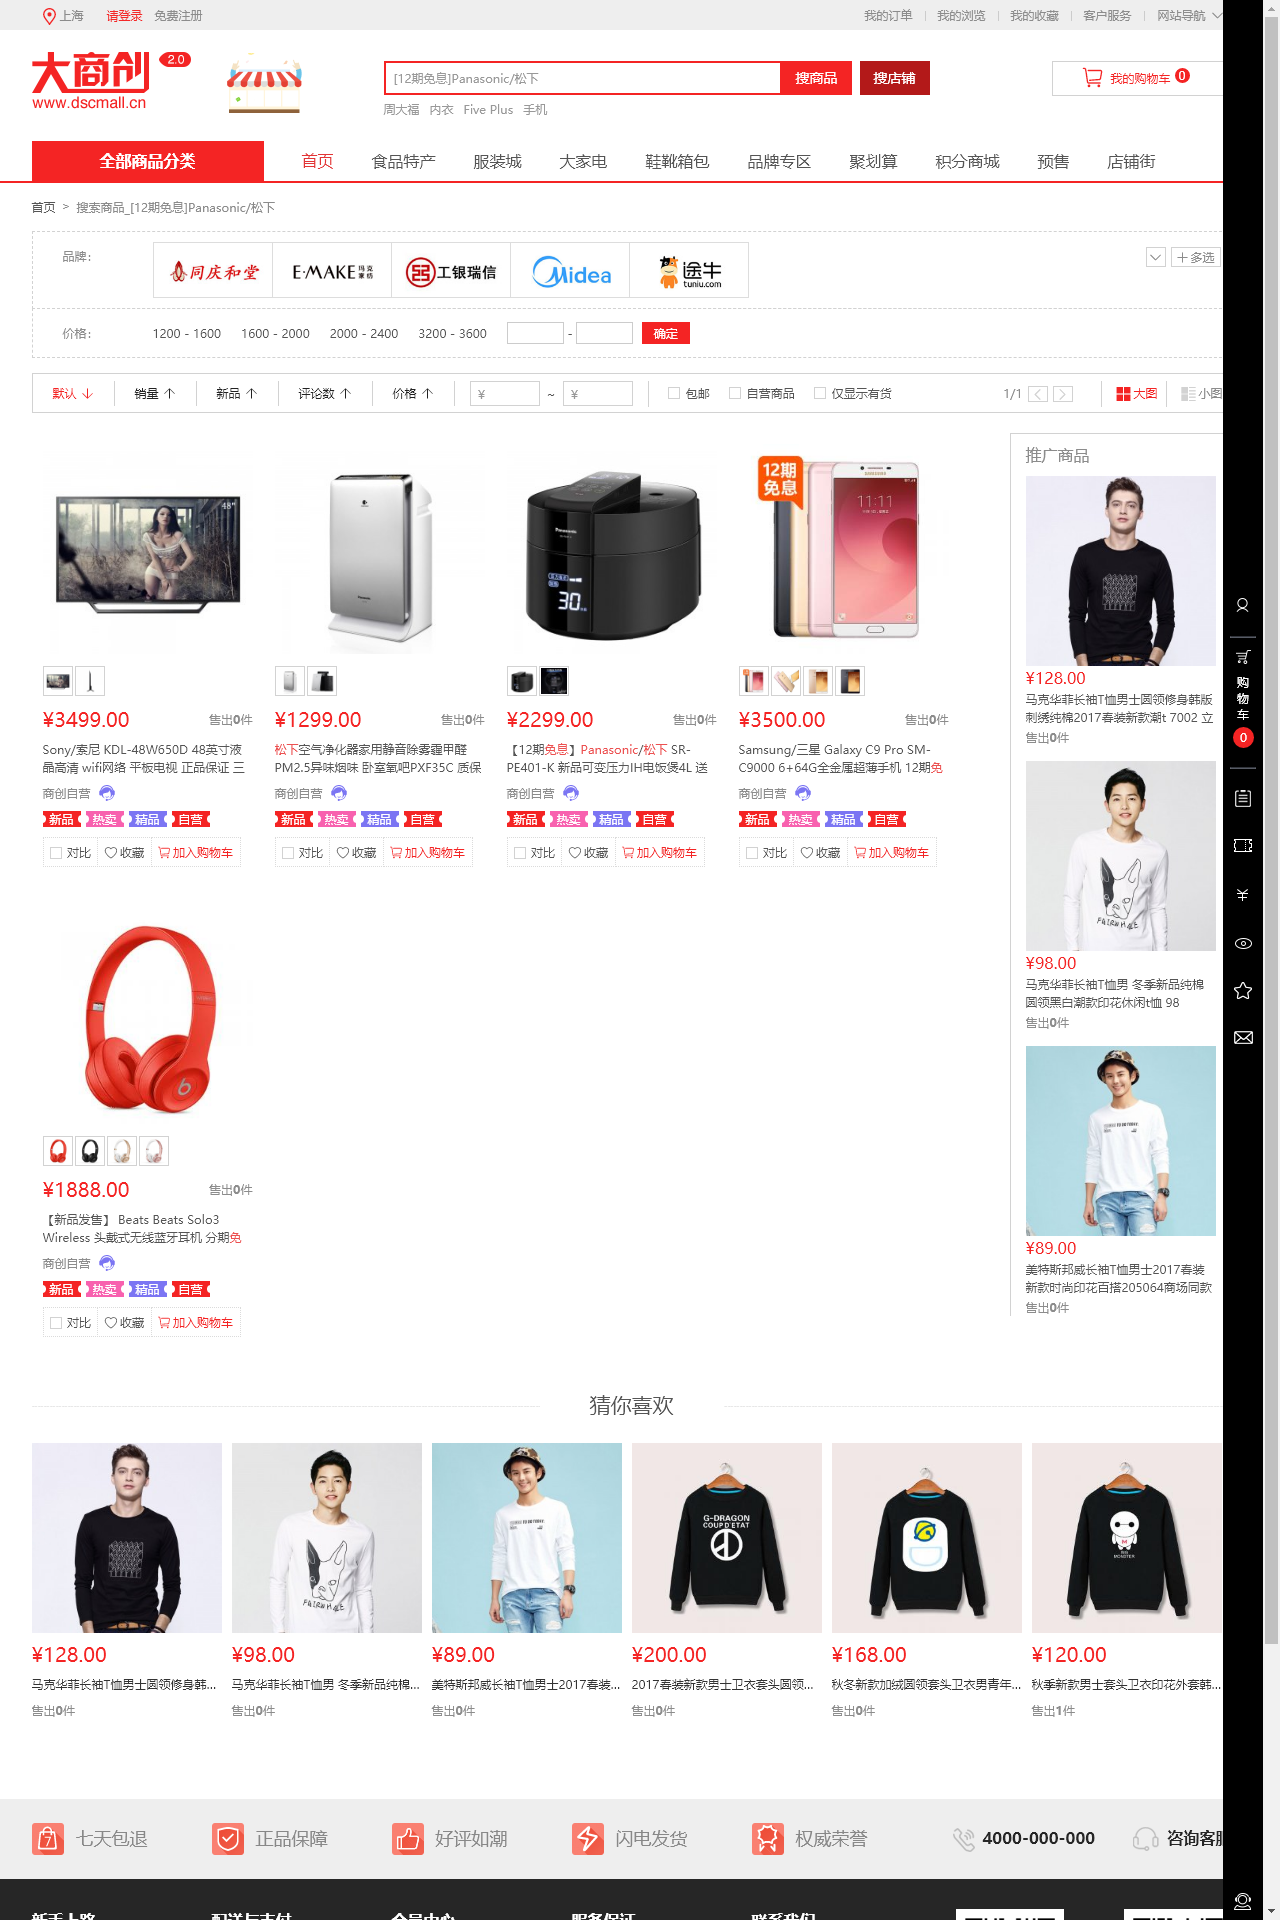 上海 请登录 免费注册 我的订单 我的浏览 我的收藏 客户服务 网站导航
大商创 2.0
www.dscmall.cn
[12期免息]Panasonic/松下 搜商品 搜店铺
我的购物车 0
周大福 内衣 Five Plus 手机
全部商品分类 首页 食品特产 服装城 大家电 鞋靴箱包 品牌专区 聚划算 积分商城 预售 店铺街
首页 > 搜索商品_[12期免息]Panasonic/松下
品牌: 同庆和堂 E·MAKE 玛克家纺 工银瑞信 Midea 途牛 tuniu.com 多选
价格: 1200 - 1600 1600 - 2000 2000 - 2400 3200 - 3600 - 确定
默认 销量 新品 评论数 价格 ¥ ~ ¥ 包邮 自营商品 仅显示有货 1/1 大图 小图
推广商品
48"
Panasonic
30
12期
免息
11:11
¥3499.00 售出0件
Sony/索尼 KDL-48W650D 48英寸液
晶高清 wifi网络 平板电视 正品保证 三
商创自营
新品 热卖 精品 自营
对比 收藏 加入购物车
¥1299.00 售出0件
松下空气净化器家用静音除雾霾甲醛
PM2.5异味烟味 卧室氧吧PXF35C 质保
商创自营
新品 热卖 精品 自营
对比 收藏 加入购物车
¥2299.00 售出0件
【12期免息】Panasonic/松下 SR-
PE401-K 新品可变压力IH电饭煲4L 送
商创自营
新品 热卖 精品 自营
对比 收藏 加入购物车
¥3500.00 售出0件
Samsung/三星 Galaxy C9 Pro SM-
C9000 6+64G全金属超薄手机 12期免
商创自营
新品 热卖 精品 自营
对比 收藏 加入购物车
¥1888.00 售出0件
【新品发售】 Beats Beats Solo3
Wireless 头戴式无线蓝牙耳机 分期免
商创自营
新品 热卖 精品 自营
对比 收藏 加入购物车
¥128.00
马克华菲长袖T恤男士圆领修身韩版
刺绣纯棉2017春装新款潮t 7002 立
售出0件
¥98.00
马克华菲长袖T恤男 冬季新品纯棉
圆领黑白潮款印花休闲t恤 98
售出0件
¥89.00
美特斯邦威长袖T恤男士2017春装
新款时尚印花百搭205064商场同款
售出0件
购
物
车
0
猜你喜欢
G-DRAGON
COUP D'ETAT
¥128.00
马克华菲长袖T恤男士圆领修身韩...
售出0件
¥98.00
马克华菲长袖T恤男 冬季新品纯棉...
售出0件
¥89.00
美特斯邦威长袖T恤男士2017春装...
售出0件
¥200.00
2017春装新款男士卫衣套头圆领...
售出0件
¥168.00
秋冬新款加绒圆领套头卫衣男青年...
售出0件
¥120.00
秋季新款男士套头卫衣印花外套韩...
售出1件
7 七天包退 正品保障 好评如潮 闪电发货 权威荣誉 4000-000-000 咨询客服
新手上路 配送与支付 会员中心 服务保证 联系我们